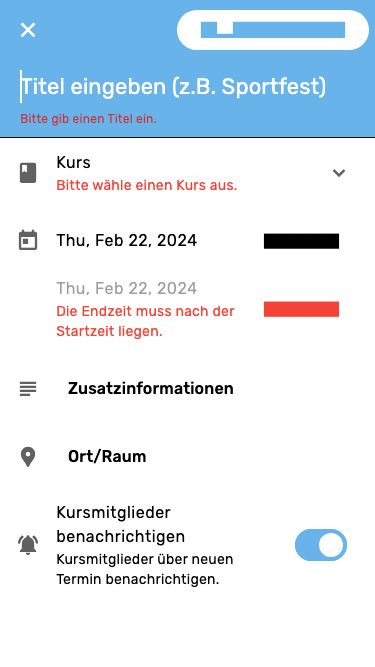 Titel eingeben (z.B. Sportfest)
Bitte gib einen Titel ein.
Kurs
Bitte wähle einen Kurs aus.
Thu, Feb 22, 2024
Thu, Feb 22, 2024
Die Endzeit muss nach der
Startzeit liegen.
Zusatzinformationen
Ort/Raum
Kursmitglieder
benachrichtigen
Kursmitglieder über neuen
Termin benachrichtigen.